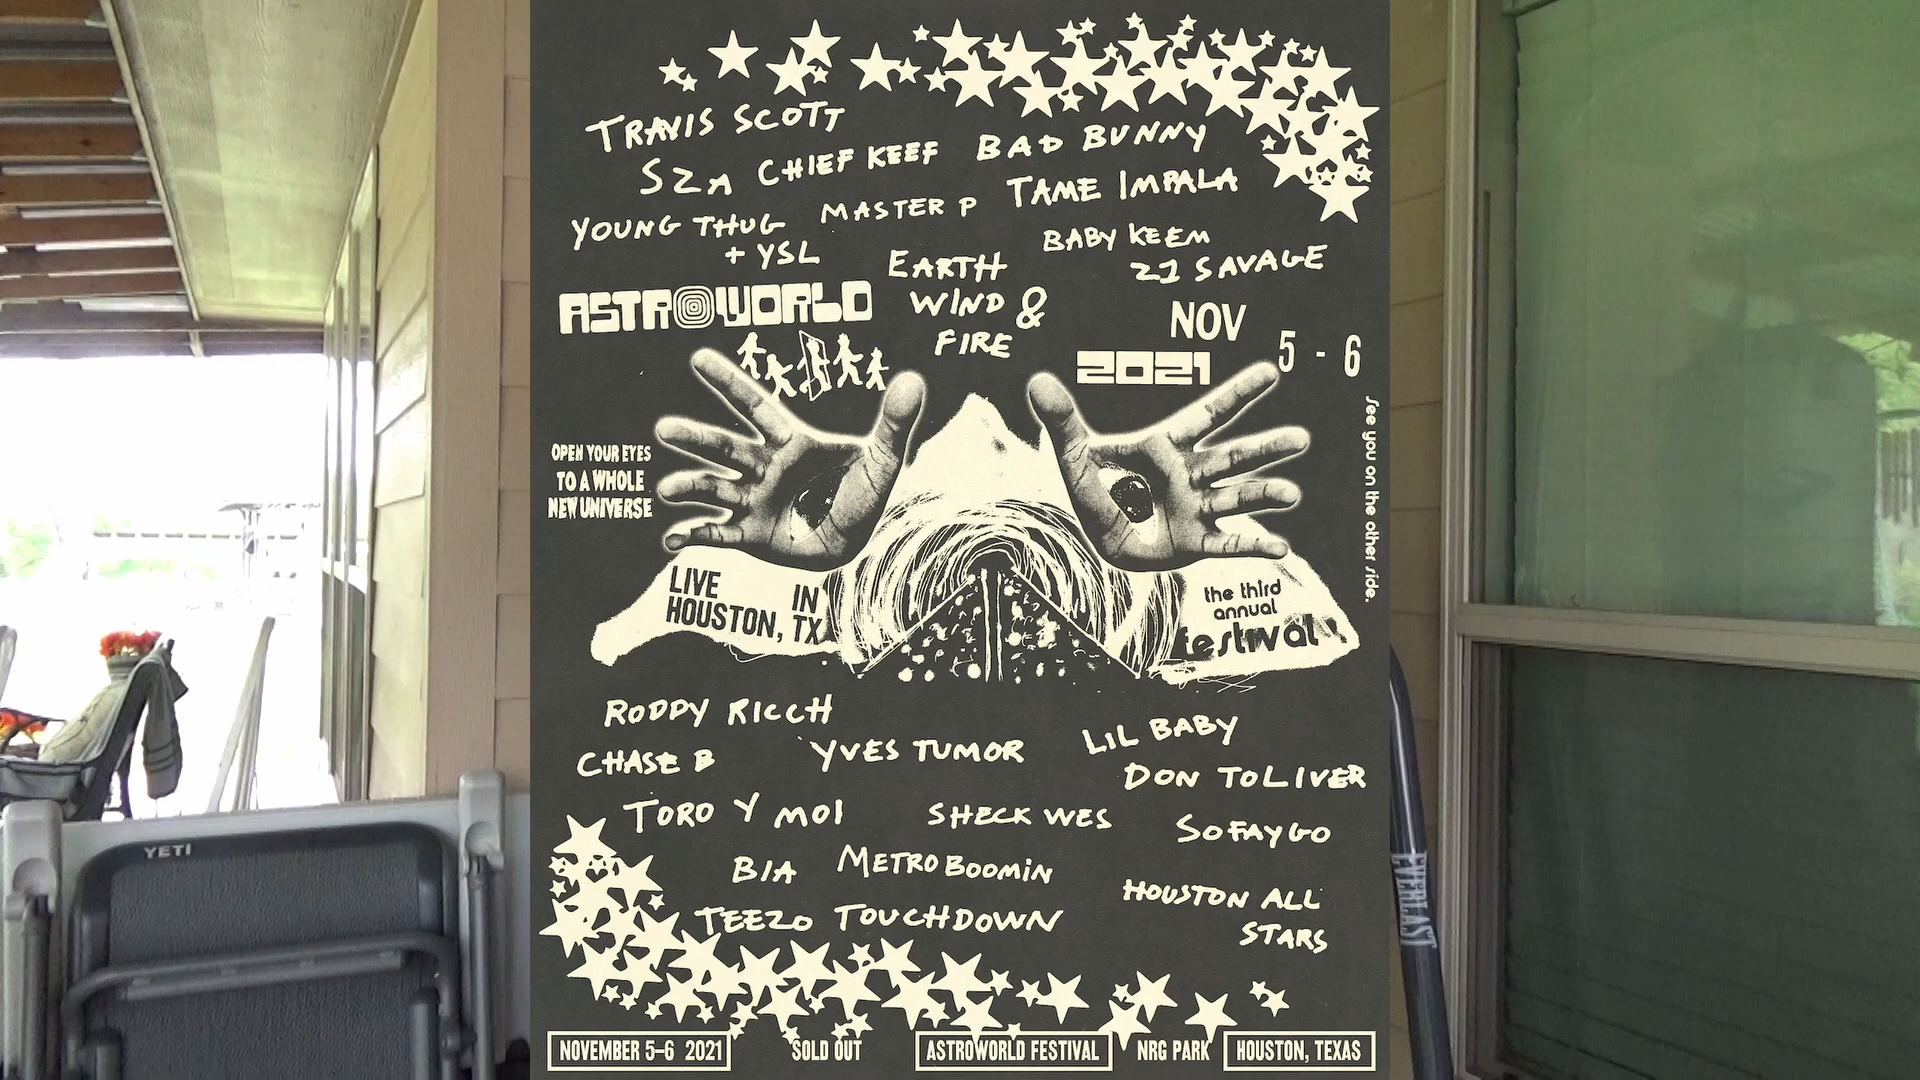 TRAVIS SCOTT
SZA CHIEF KEEF BAD BUNNY
YOUNG THUG + YSL
MASTER P
TAME IMPALA
BABY KEEM
21 SAVAGE
EARTH
WIND &
FIRE
ASTROWORLD
NOV
5 - 6
2021
OPEN YOUR EYES
TO A WHOLE
NEW UNIVERSE
see you on the other side.
LIVE IN
HOUSTON, TX
the third
annual
festival
RODDY RICCH
CHASE B
YVES TUMOR
LIL BABY
DON TOLIVER
TORO Y MOI
SHECK WES
SOFAYGO
BIA
METRO BOOMIN
TEEZO TOUCHDOWN
HOUSTON ALL
STARS
NOVEMBER 5-6 2021 SOLD OUT ASTROWORLD FESTIVAL NRG PARK HOUSTON, TEXAS
YETI
EVERLAST